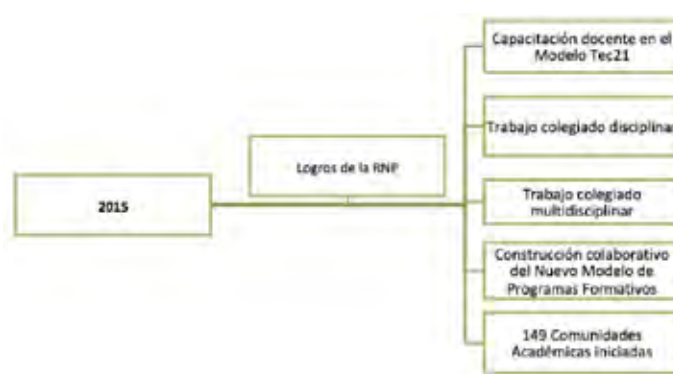 Capacitación docente en el
Modelo Tec21
Trabajo colegiado disciplinar
Logros de la RNP
2015
Trabajo colegiado
multidisciplinar
Construcción colaborativo
del Nuevo Modelo de
Programas Formativos
149 Comunidades
Académicas iniciadas